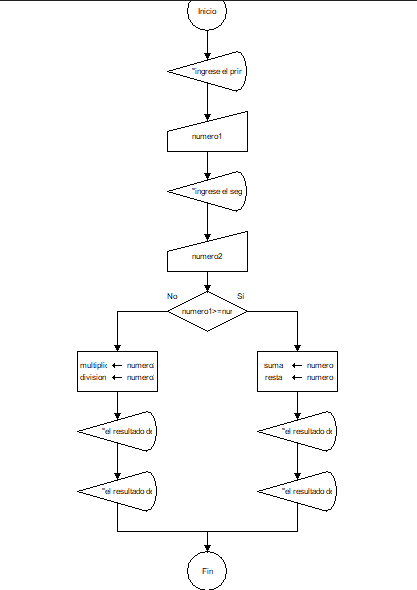 Inicio
"ingrese el prir
numero1
"ingrese el seg
numero2
No
Si
numero1>=nur
multiplic ← numero
division ← numero
suma ← numero
resta ← numero
"el resultado de
"el resultado de
"el resultado de
"el resultado de
Fin